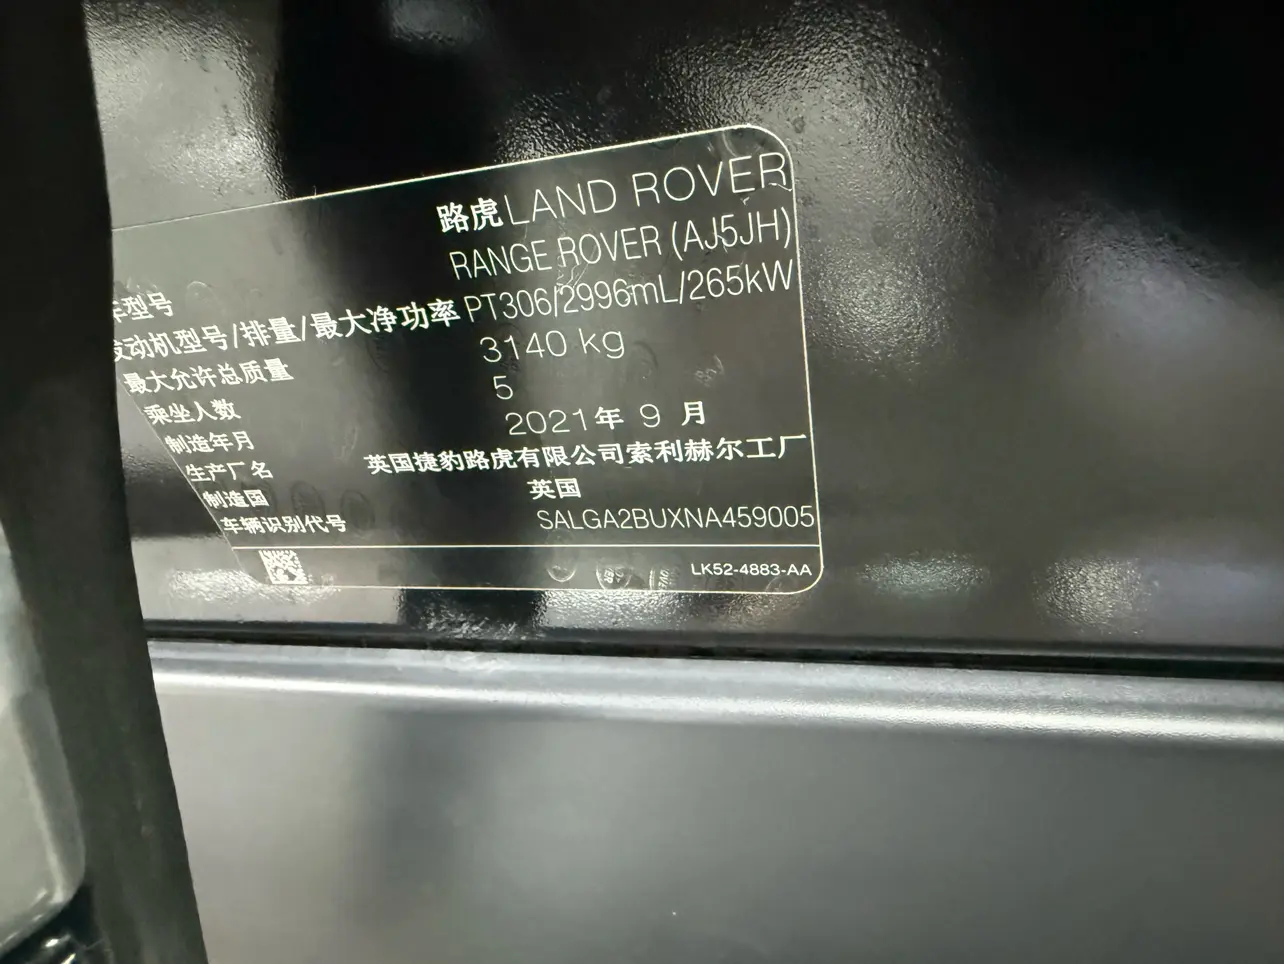 路虎LAND ROVER
车型号 RANGE ROVER (AJ5JH)
发动机型号/排量/最大净功率 PT306/2996mL/265kW
最大允许总质量 3140 kg
乘坐人数 5
制造年月 2021年 9 月
生产厂名 英国捷豹路虎有限公司索利赫尔工厂
制造国 英国
车辆识别代号 SALGA2BUXNA459005
LK52-4883-AA